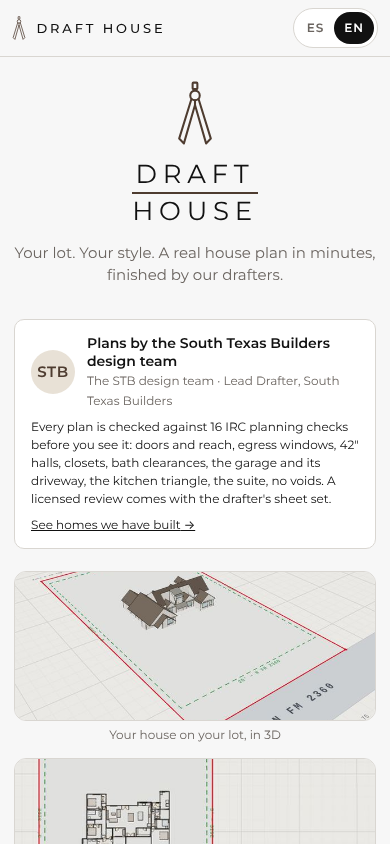 DRAFT HOUSE
ES
EN
DRAFT
HOUSE
Your lot. Your style. A real house plan in minutes,
finished by our drafters.
STB
Plans by the South Texas Builders
design team
The STB design team · Lead Drafter, South
Texas Builders
Every plan is checked against 16 IRC planning checks
before you see it: doors and reach, egress windows, 42"
halls, closets, bath clearances, the garage and its
driveway, the kitchen triangle, the suite, no voids. A
licensed review comes with the drafter's sheet set.
See homes we have built →
N FM 2360
Your house on your lot, in 3D